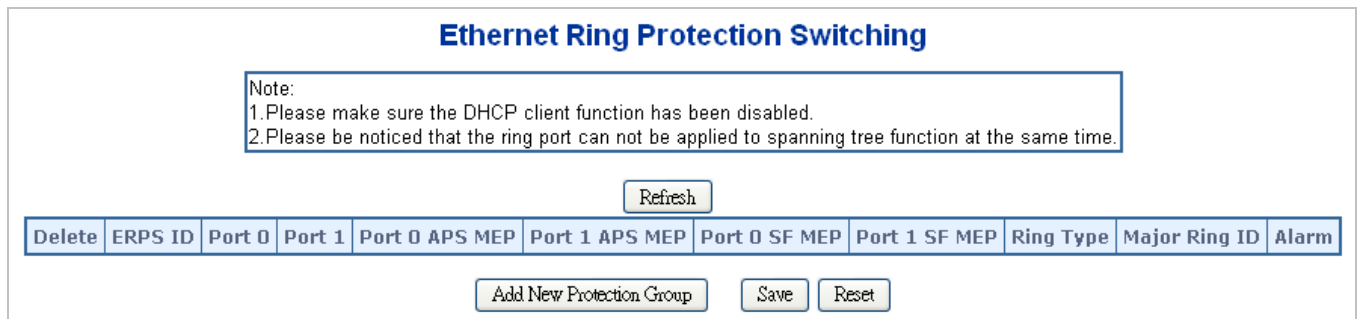 Ethernet Ring Protection Switching
Note:
1.Please make sure the DHCP client function has been disabled.
2.Please be noticed that the ring port can not be applied to spanning tree function at the same time.
Refresh
Delete ERPS ID Port 0 Port 1 Port 0 APS MEP Port 1 APS MEP Port 0 SF MEP Port 1 SF MEP Ring Type Major Ring ID Alarm
Add New Protection Group Save Reset